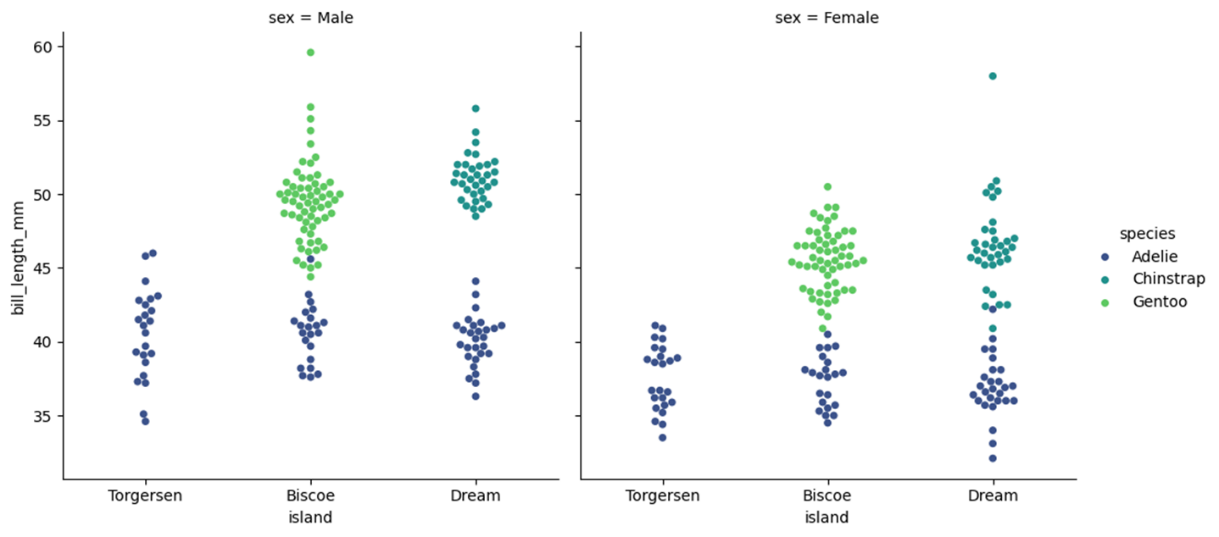 sex = Male
sex = Female
bill_length_mm
60
55
50
45
40
35
Torgersen Biscoe Dream
island
Torgersen Biscoe Dream
island
species
Adelie
Chinstrap
Gentoo